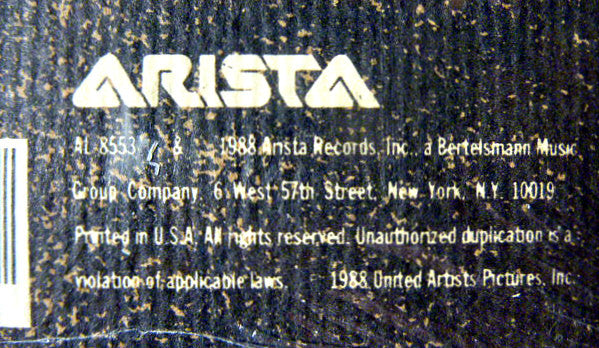 ARISTA
AL 8553 & 1988 Arista Records, Inc., a Bertelsmann Music
Group Company, 6 West 57th Street, New York, N.Y. 10019
Printed in U.S.A. All rights reserved. Unauthorized duplication is a
violation of applicable laws. 1988 United Artists Pictures, Inc.